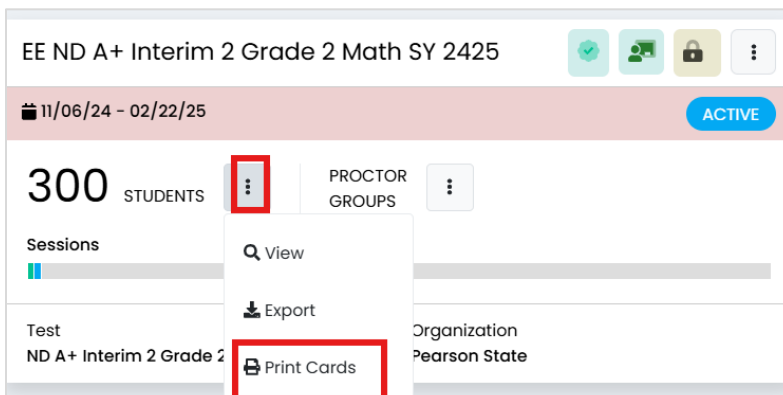 EE ND A+ Interim 2 Grade 2 Math SY 2425
11/06/24 - 02/22/25
ACTIVE
300 STUDENTS
PROCTOR
GROUPS
Sessions
View
Export
Print Cards
Test
ND A+ Interim 2 Grade 2
Organization
Pearson State